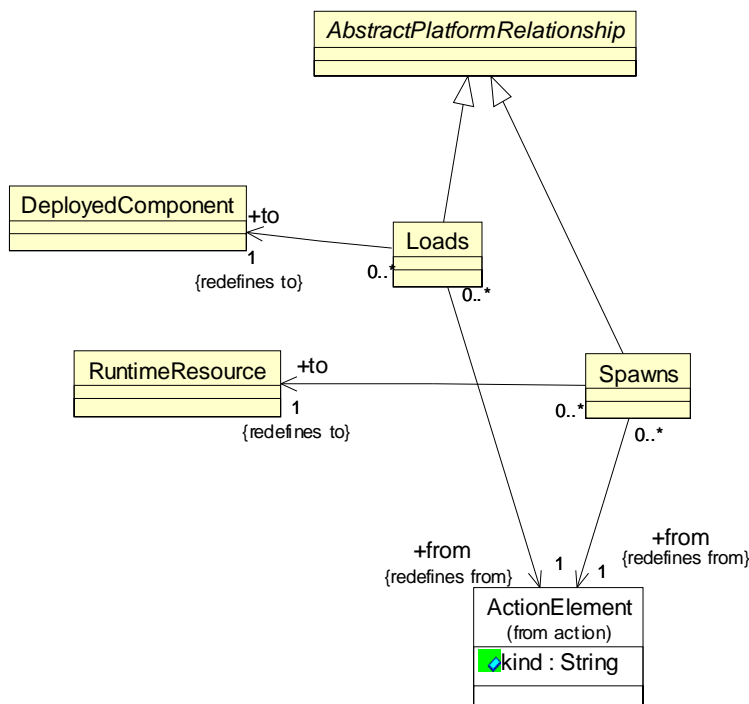 AbstractPlatformRelationship
DeployedComponent
+to
Loads
1
0..*
{redefines to}
0..*
RuntimeResource
+to
Spawns
1
0..*
{redefines to}
0..*
+from
1
+from
{redefines from}
1
{redefines from}
ActionElement
(from action)
kind : String